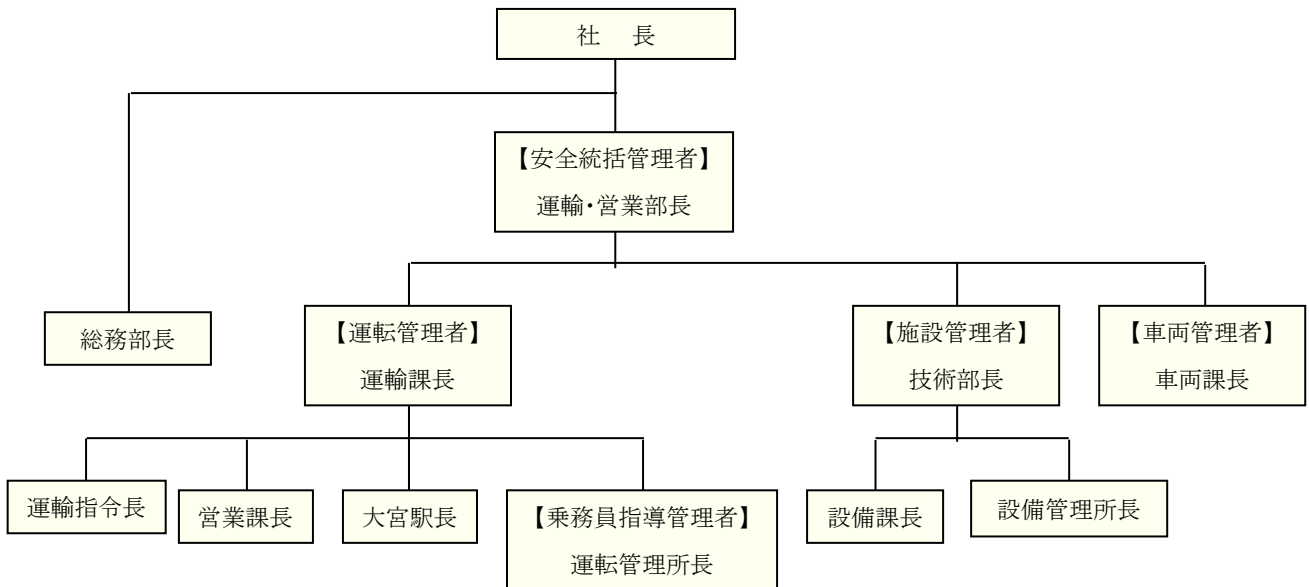 社 長
【安全統括管理者】
運輸・営業部長
総務部長
【運転管理者】
運輸課長
【施設管理者】
技術部長
【車両管理者】
車両課長
運輸指令長
営業課長
大宮駅長
【乗務員指導管理者】
運転管理所長
設備課長
設備管理所長